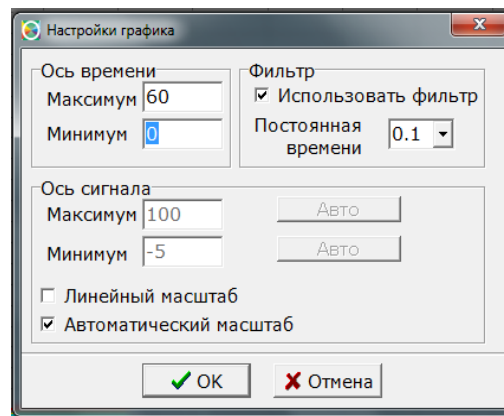 Настройки графика
Ось времени
Максимум 60
Минимум 0
Фильтр
Использовать фильтр
Постоянная
времени 0.1
Ось сигнала
Максимум 100 Авто
Минимум -5 Авто
Линейный масштаб
Автоматический масштаб
OK Отмена